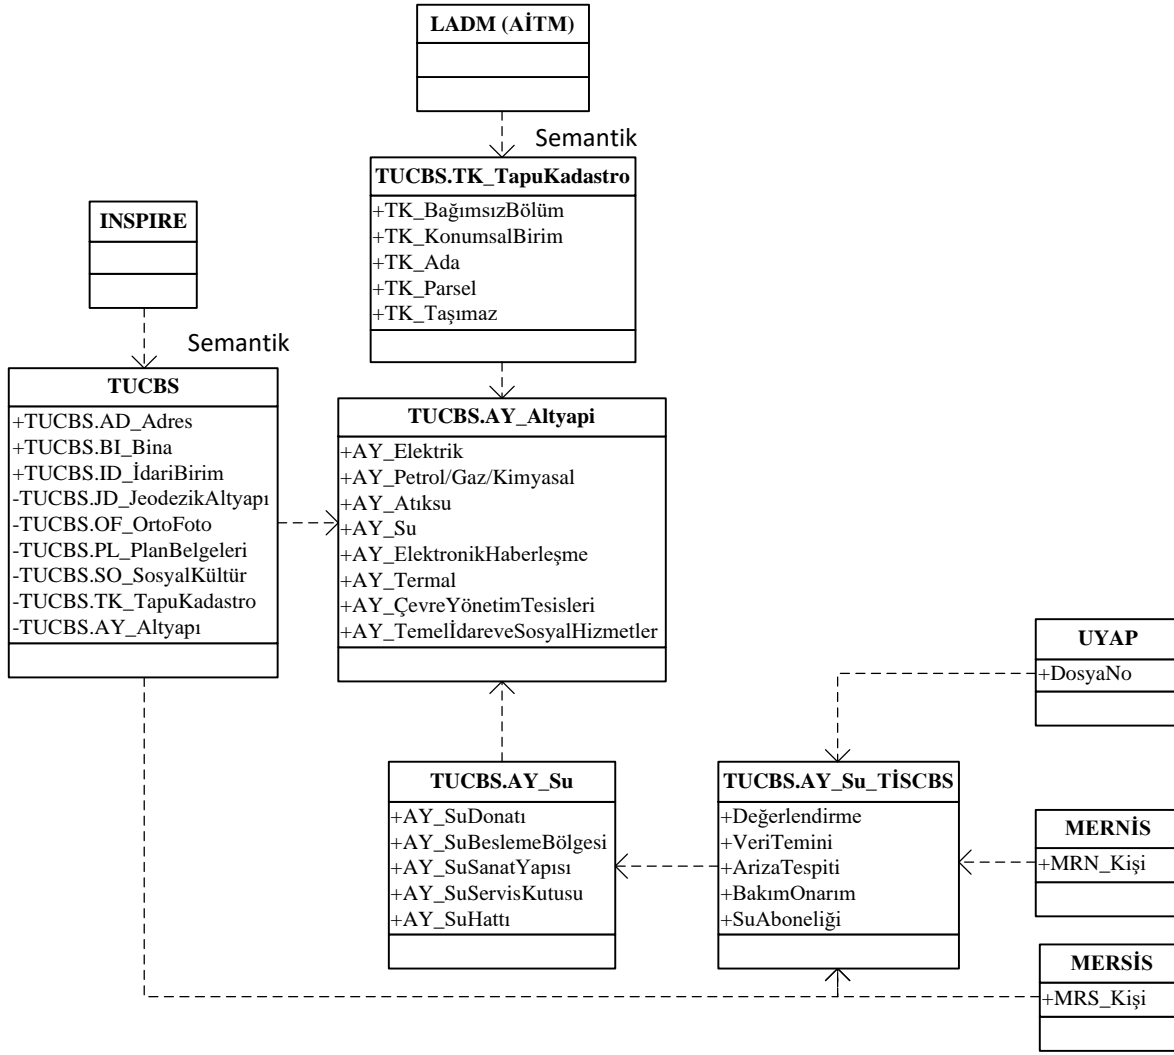 LADM (AİTM)
Semantik
TUCBS.TK_TapuKadastro
+TK_BağımsızBölüm
+TK_KonumsalBirim
+TK_Ada
+TK_Parsel
+TK_Taşımaz
INSPIRE
Semantik
TUCBS
+TUCBS.AD_Adres
+TUCBS.BI_Bina
+TUCBS.ID_İdariBirim
-TUCBS.JD_JeodezikAltyapı
-TUCBS.OF_OrtoFoto
-TUCBS.PL_PlanBelgeleri
-TUCBS.SO_SosyalKültür
-TUCBS.TK_TapuKadastro
-TUCBS.AY_Altyapı
TUCBS.AY_Altyapi
+AY_Elektrik
+AY_Petrol/Gaz/Kimyasal
+AY_Atıksu
+AY_Su
+AY_ElektronikHaberleşme
+AY_Termal
+AY_ÇevreYönetimTesisleri
+AY_TemelİdareveSosyalHizmetler
UYAP
+DosyaNo
TUCBS.AY_Su
+AY_SuDonatı
+AY_SuBeslemeBölgesi
+AY_SuSanatYapısı
+AY_SuServisKutusu
+AY_SuHattı
TUCBS.AY_Su_TİSCBS
+Değerlendirme
+VeriTemini
+ArizaTespiti
+BakımOnarım
+SuAboneliği
MERNİS
+MRN_Kişi
MERSİS
+MRS_Kişi